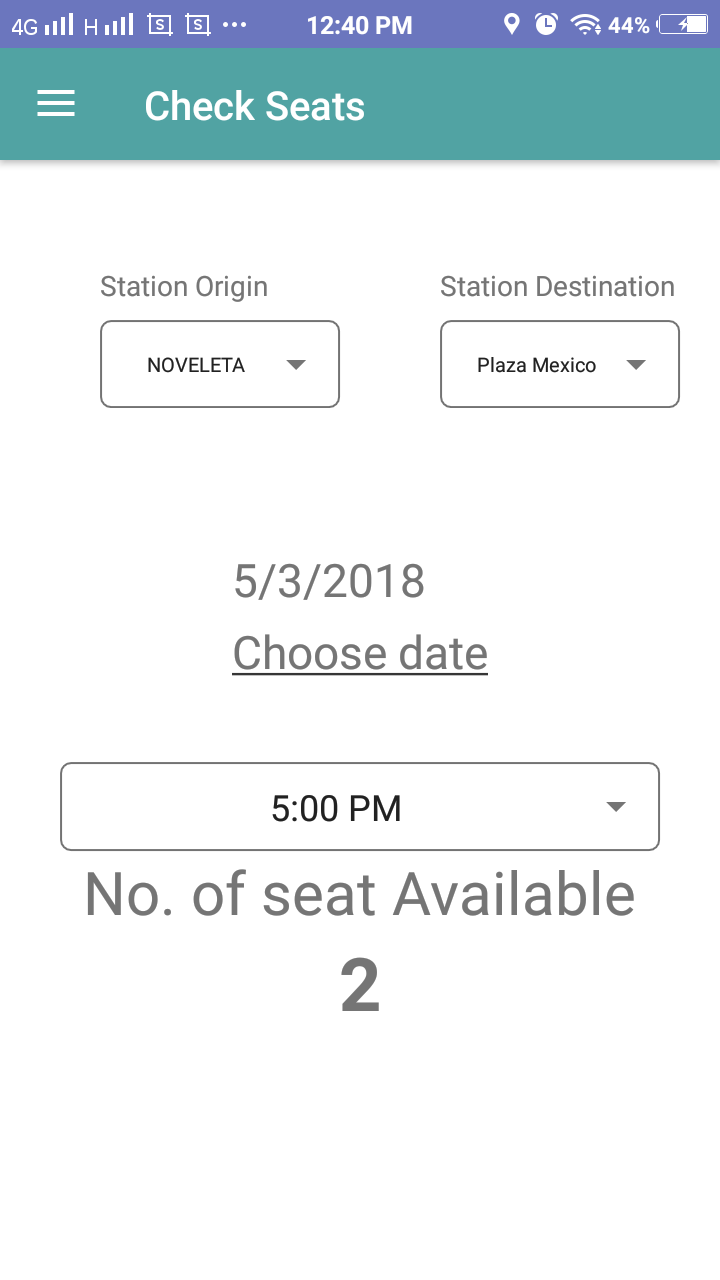 4G H S S 12:40 PM 44%
Check Seats
Station Origin Station Destination
NOVELETA Plaza Mexico
5/3/2018
Choose date
5:00 PM
No. of seat Available
2